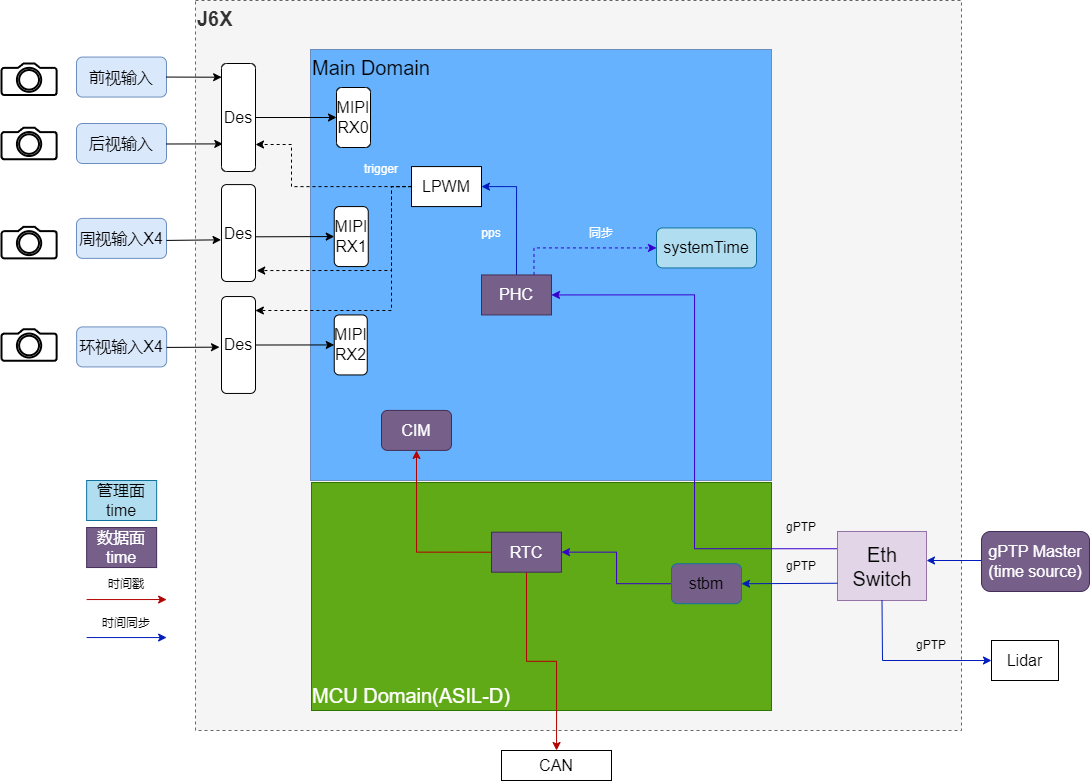 J6X
Main Domain
前视输入
Des
MIPI
RX0
后视输入
trigger
LPWM
周视输入X4
Des
MIPI
RX1
pps
同步
systemTime
PHC
环视输入X4
Des
MIPI
RX2
CIM
管理面
time
数据面
time
时间戳
时间同步
RTC
stbm
gPTP
gPTP
Eth
Switch
gPTP Master
(time source)
gPTP
Lidar
MCU Domain(ASIL-D)
CAN